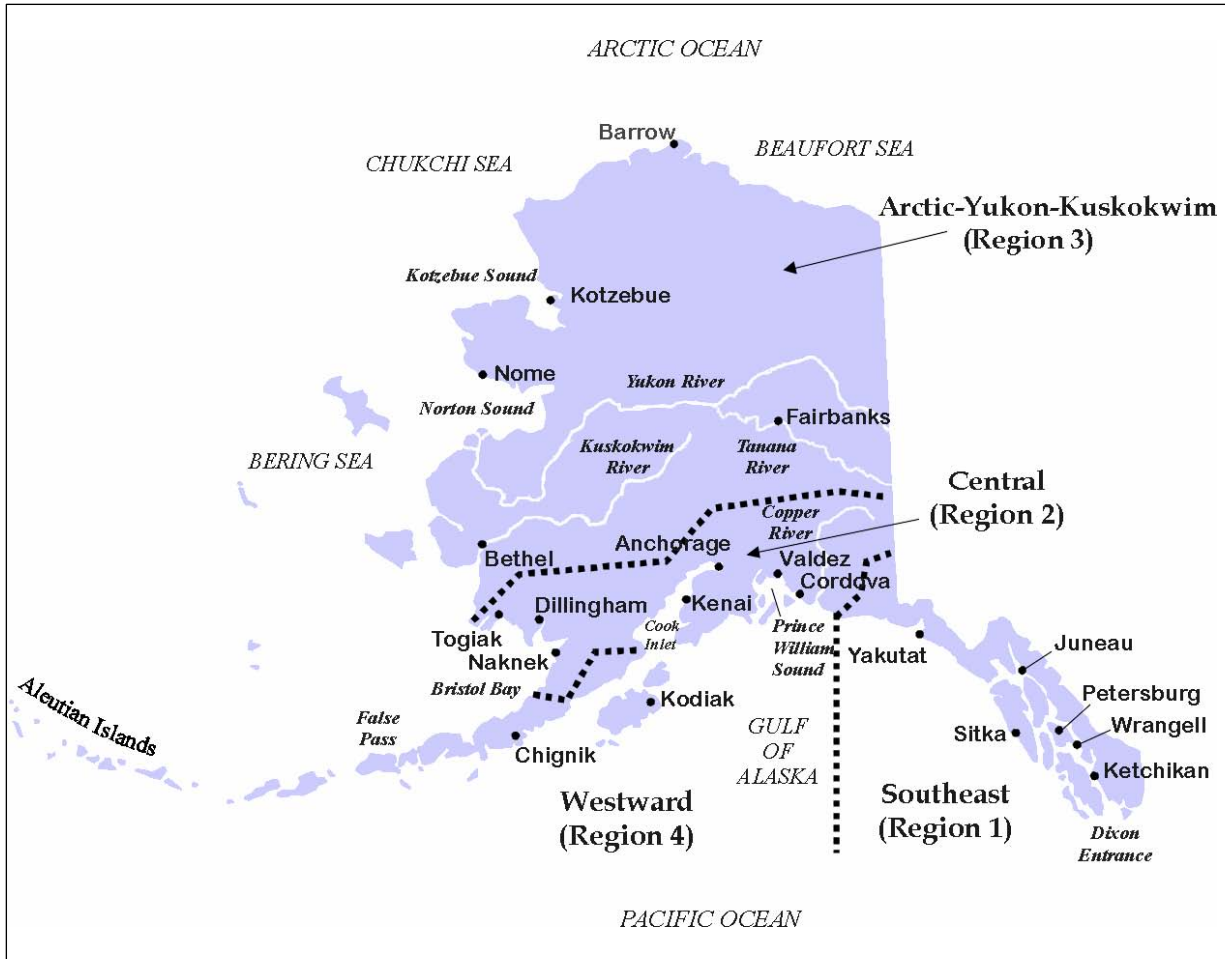 ARCTIC OCEAN
Barrow
BEAUFORT SEA
CHUKCHI SEA
Arctic-Yukon-Kuskokwim
(Region 3)
Kotzebue Sound
Kotzebue
Nome
Yukon River
Norton Sound
Fairbanks
Kuskokwim
River
Tanana
River
BERING SEA
Central
(Region 2)
Copper
River
Anchorage
Bethel
Valdez
Cordova
Dillingham
Kenai
Togiak
Cook
Inlet
Prince
William
Sound
Yakutat
Naknek
Bristol Bay
Juneau
Aleutian Islands
Kodiak
Petersburg
False
Pass
GULF
OF
ALASKA
Sitka
Wrangell
Chignik
Ketchikan
Westward
(Region 4)
Southeast
(Region 1)
Dixon
Entrance
PACIFIC OCEAN